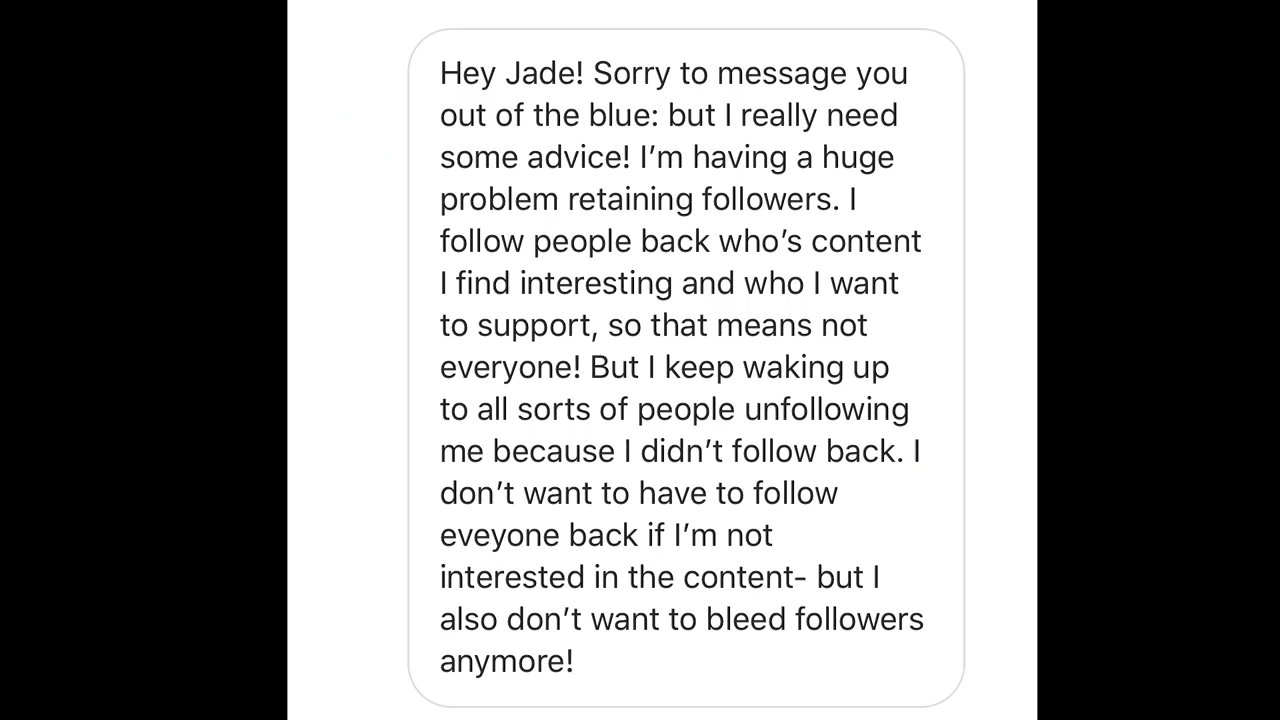 Hey Jade! Sorry to message you
out of the blue: but I really need
some advice! I’m having a huge
problem retaining followers. I
follow people back who’s content
I find interesting and who I want
to support, so that means not
everyone! But I keep waking up
to all sorts of people unfollowing
me because I didn’t follow back. I
don’t want to have to follow
eveyone back if I’m not
interested in the content- but I
also don’t want to bleed followers
anymore!